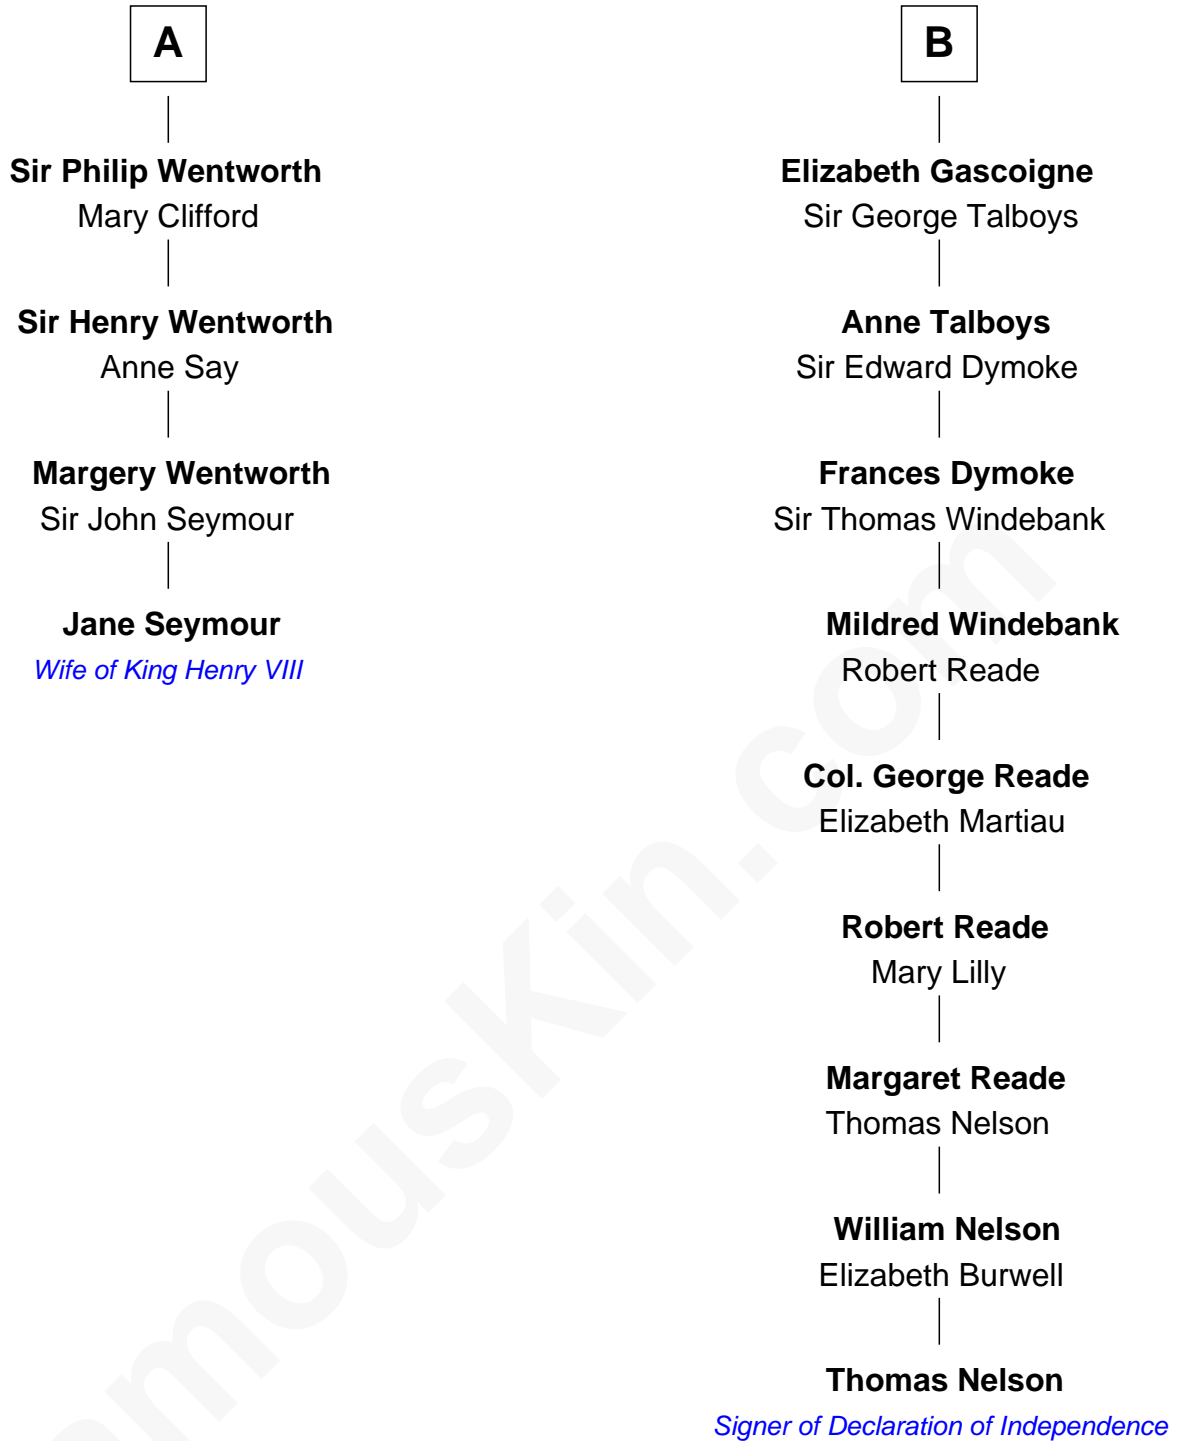 A
Sir Philip Wentworth
Mary Clifford
Sir Henry Wentworth
Anne Say
Margery Wentworth
Sir John Seymour
Jane Seymour
Wife of King Henry VIII
B
Elizabeth Gascoigne
Sir George Talboys
Anne Talboys
Sir Edward Dymoke
Frances Dymoke
Sir Thomas Windebank
Mildred Windebank
Robert Reade
Col. George Reade
Elizabeth Martiau
Robert Reade
Mary Lilly
Margaret Reade
Thomas Nelson
William Nelson
Elizabeth Burwell
Thomas Nelson
Signer of Declaration of Independence
amouskin.com